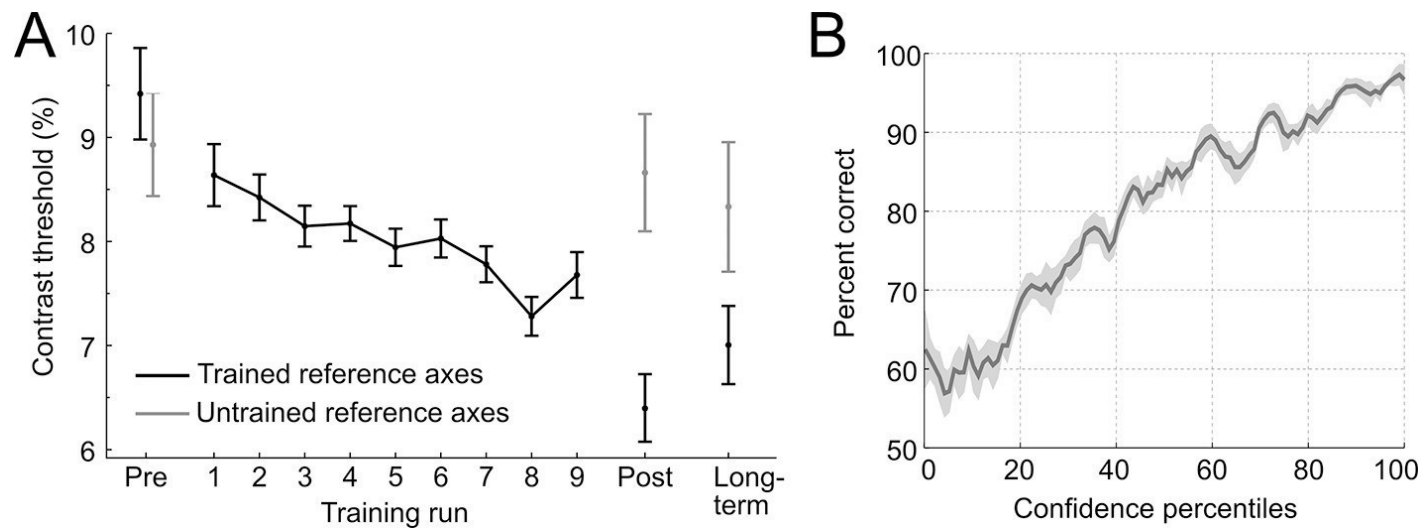 A
Contrast threshold (%)
10
9
8
7
6
Trained reference axes
Untrained reference axes
Pre 1 2 3 4 5 6 7 8 9 Post Long-
term
Training run
B
Percent correct
100
90
80
70
60
50
0 20 40 60 80 100
Confidence percentiles